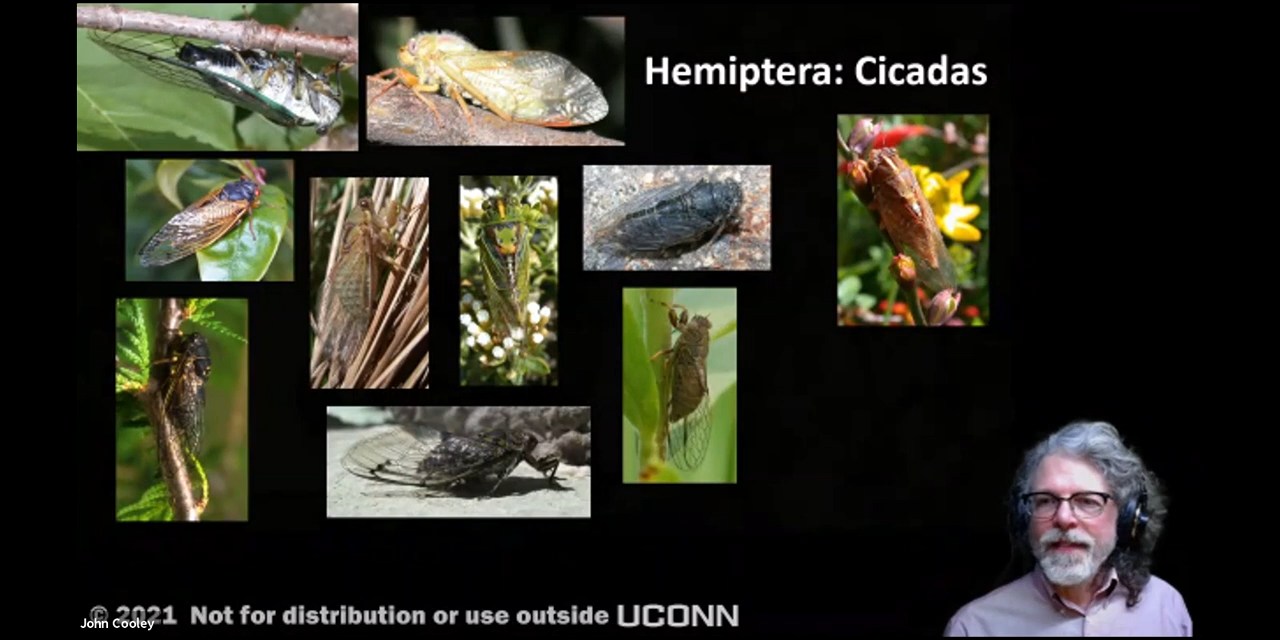 Hemiptera: Cicadas
© 2021 Not for distribution or use outside UCONN
John Cooley